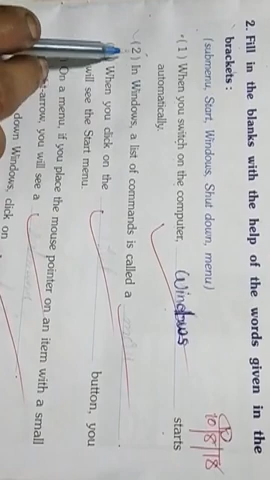 2. Fill in the blanks with the help of the words given in the
brackets :
(submenu, Start, Windows, Shut down, menu)
10/8/18
(1) When you switch on the computer, Windows starts
automatically.
(2) In Windows, a list of commands is called a
When you click on the button, you
will see the Start menu.
On a menu, if you place the mouse pointer on an item with a small
arrow, you will see a
down Windows, click on